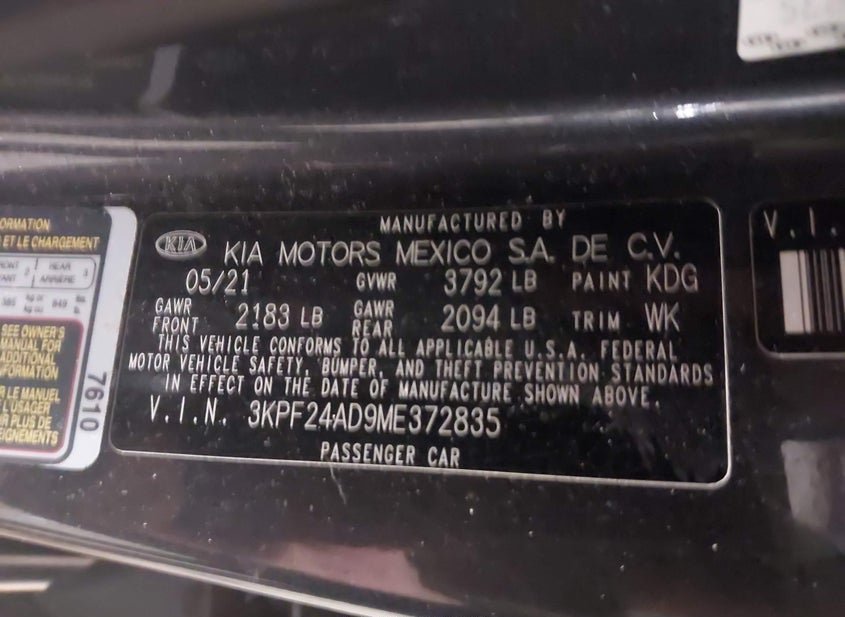 MANUFACTURED BY
KIA KIA MOTORS MEXICO S.A. DE C.V.
05/21 GVWR 3792 LB PAINT KDG
GAWR FRONT 2183 LB GAWR REAR 2094 LB TRIM WK
THIS VEHICLE CONFORMS TO ALL APPLICABLE U.S.A. FEDERAL
MOTOR VEHICLE SAFETY, BUMPER, AND THEFT PREVENTION STANDARDS
IN EFFECT ON THE DATE OF MANUFACTURE SHOWN ABOVE.
V.I.N. 3KPF24AD9ME372835
PASSENGER CAR
ET LE CHARGEMENT
REAR
ARRIÈRE
SEE OWNER'S
MANUAL FOR
ADDITIONAL
INFORMATION
LE MANUEL
L'USAGER
PLUS DE
7610
V.I.